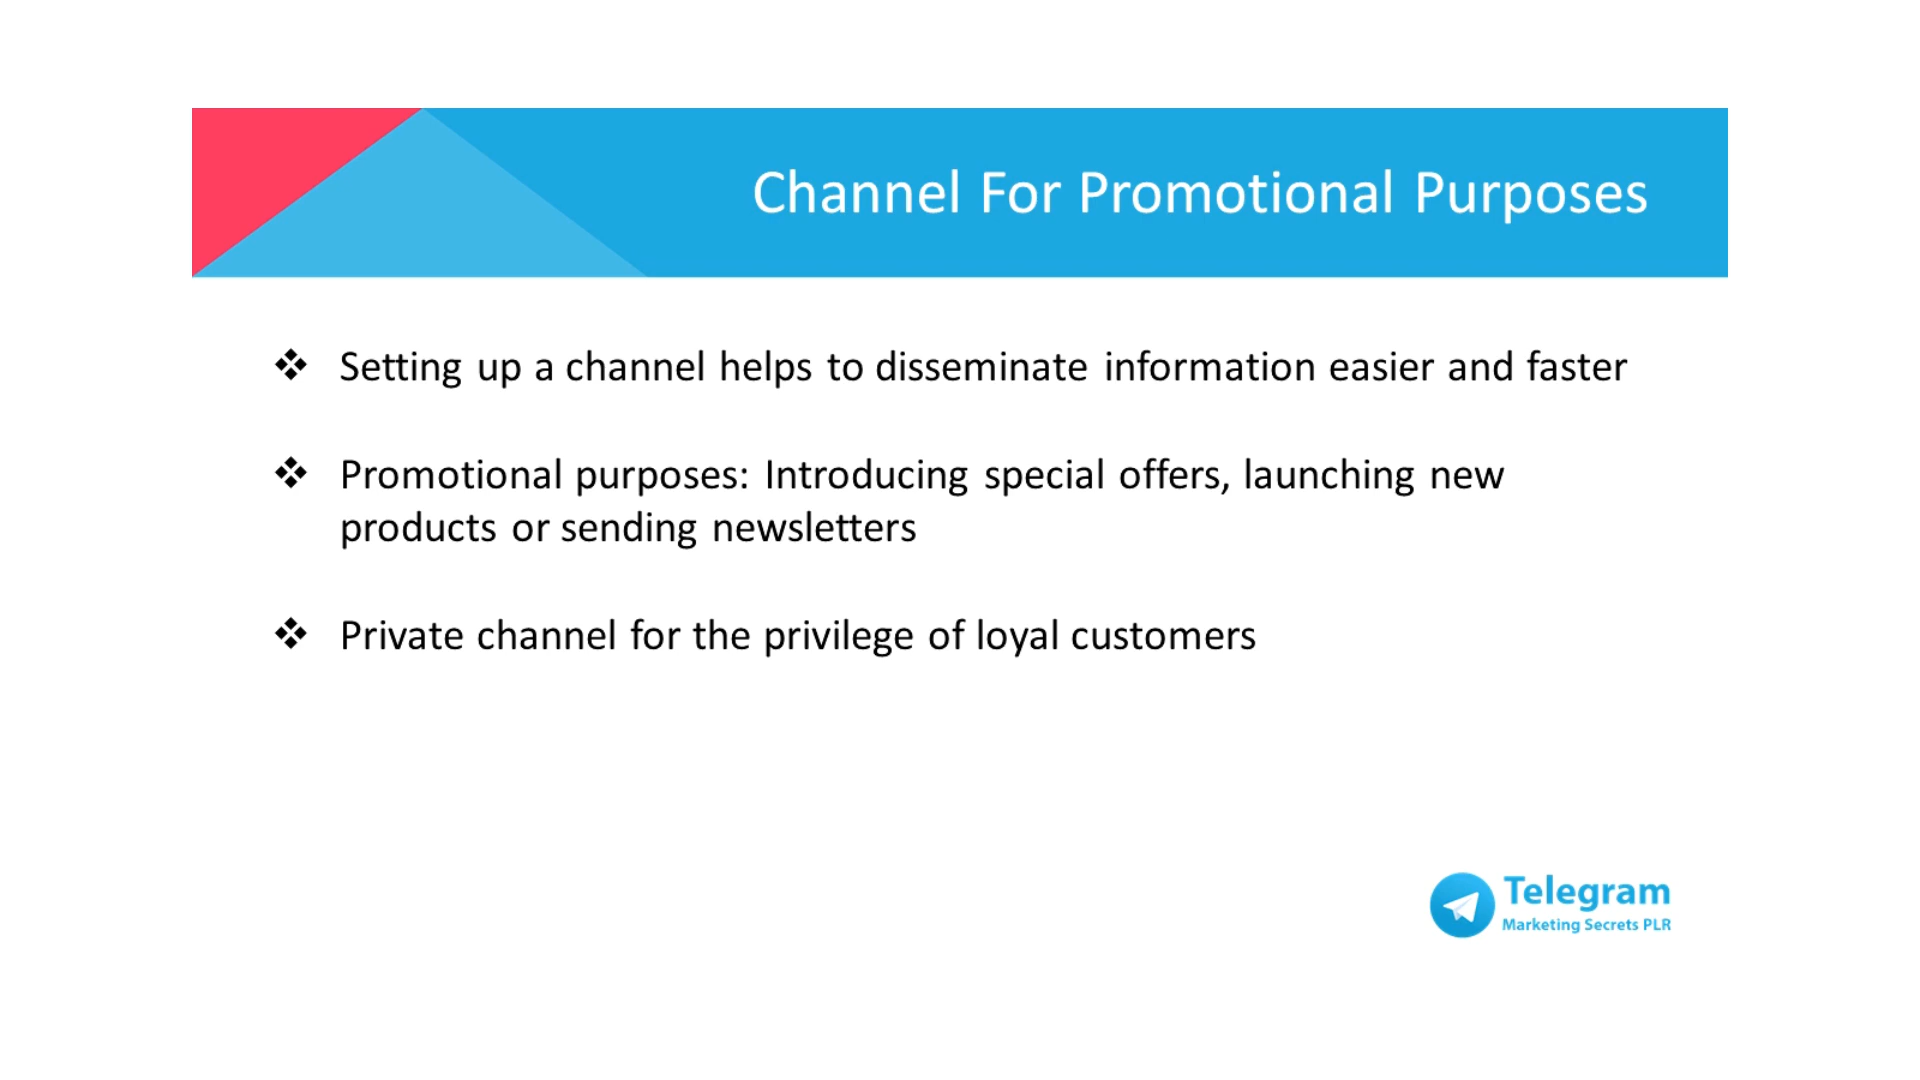 Channel For Promotional Purposes
❖ Setting up a channel helps to disseminate information easier and faster
❖ Promotional purposes: Introducing special offers, launching new
products or sending newsletters
❖ Private channel for the privilege of loyal customers
Telegram
Marketing Secrets PLR